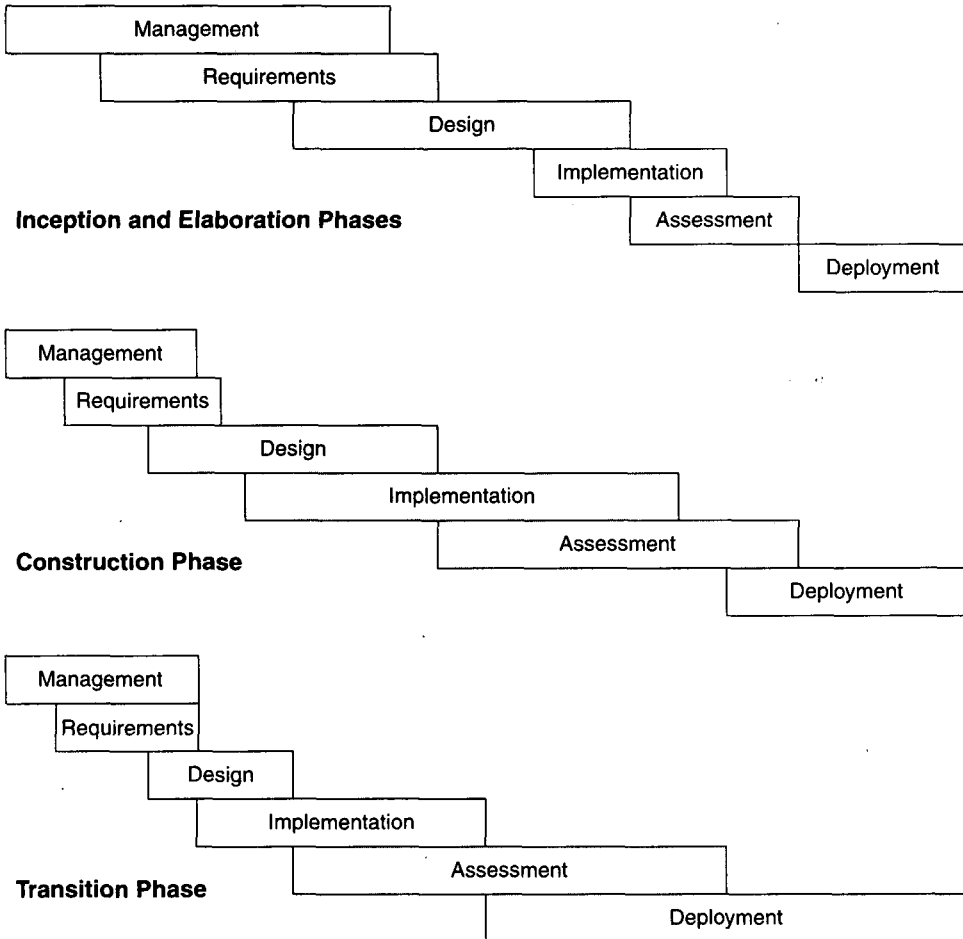 Management
Requirements
Design
Implementation
Inception and Elaboration Phases
Assessment
Deployment
Management
Requirements
Design
Implementation
Assessment
Construction Phase
Deployment
Management
Requirements
Design
Implementation
Assessment
Transition Phase
Deployment